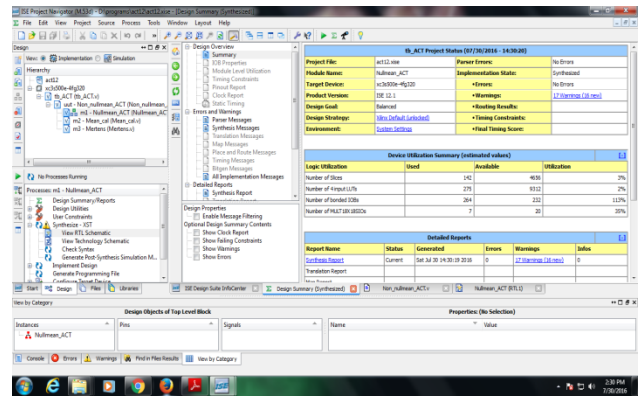 ISE Project Navigator (M.53d) - D:\programs\act12\act12.xise - [Design Summary (Synthesized)]
File Edit View Project Source Process Tools Window Layout Help
Design
View: Implementation Simulation
Hierarchy
act12
xc3s500e-4fg320
tb_ACT (tb_ACT.v)
uut - Non_nullmean_ACT (Non_nullmean_
m1 - Nullmean_ACT (Nullmean_AC
m2 - Mean_cal (Mean_cal.v)
m3 - Mertens (Mertens.v)
No Processes Running
Processes: m1 - Nullmean_ACT
Design Summary/Reports
Design Utilities
User Constraints
Synthesize - XST
View RTL Schematic
View Technology Schematic
Check Syntax
Generate Post-Synthesis Simulation M...
Implement Design
Generate Programming File
Configure Target Device
Start Design Files Libraries
Design Overview
Summary
IOB Properties
Module Level Utilization
Timing Constraints
Pinout Report
Clock Report
Static Timing
Errors and Warnings
Parser Messages
Synthesis Messages
Translation Messages
Map Messages
Place and Route Messages
Timing Messages
Bitgen Messages
All Implementation Messages
Detailed Reports
Synthesis Report
Design Properties
Enable Message Filtering
Optional Design Summary Contents
Show Clock Report
Show Failing Constraints
Show Warnings
Show Errors
tb_ACT Project Status (07/30/2016 - 14:30:20)
Project File: act12.xise Parser Errors: No Errors
Module Name: Nullmean_ACT Implementation State: Synthesized
Target Device: xc3s500e-4fg320 •Errors: No Errors
Product Version: ISE 12.1 •Warnings: 17 Warnings (16 new)
Design Goal: Balanced •Routing Results:
Design Strategy: Xilinx Default (unlocked) •Timing Constraints:
Environment: System Settings •Final Timing Score:
Device Utilization Summary (estimated values) [-]
Logic Utilization Used Available Utilization
Number of Slices 142 4656 3%
Number of 4 input LUTs 275 9312 2%
Number of bonded IOBs 264 232 113%
Number of MULT18X18SIOs 7 20 35%
Detailed Reports [-]
Report Name Status Generated Errors Warnings Infos
Synthesis Report Current Sat Jul 30 14:30:19 2016 0 17 Warnings (16 new) 0
Translation Report
ISE Design Suite InfoCenter Design Summary (Synthesized) Non_nullmean_ACT.v Nullmean_ACT (RTL1)
View by Category
Design Objects of Top Level Block Properties: (No Selection)
Instances Pins Signals Name Value
Nullmean_ACT
Console Errors Warnings Find in Files Results View by Category
ISE
2:30 PM
7/30/2016